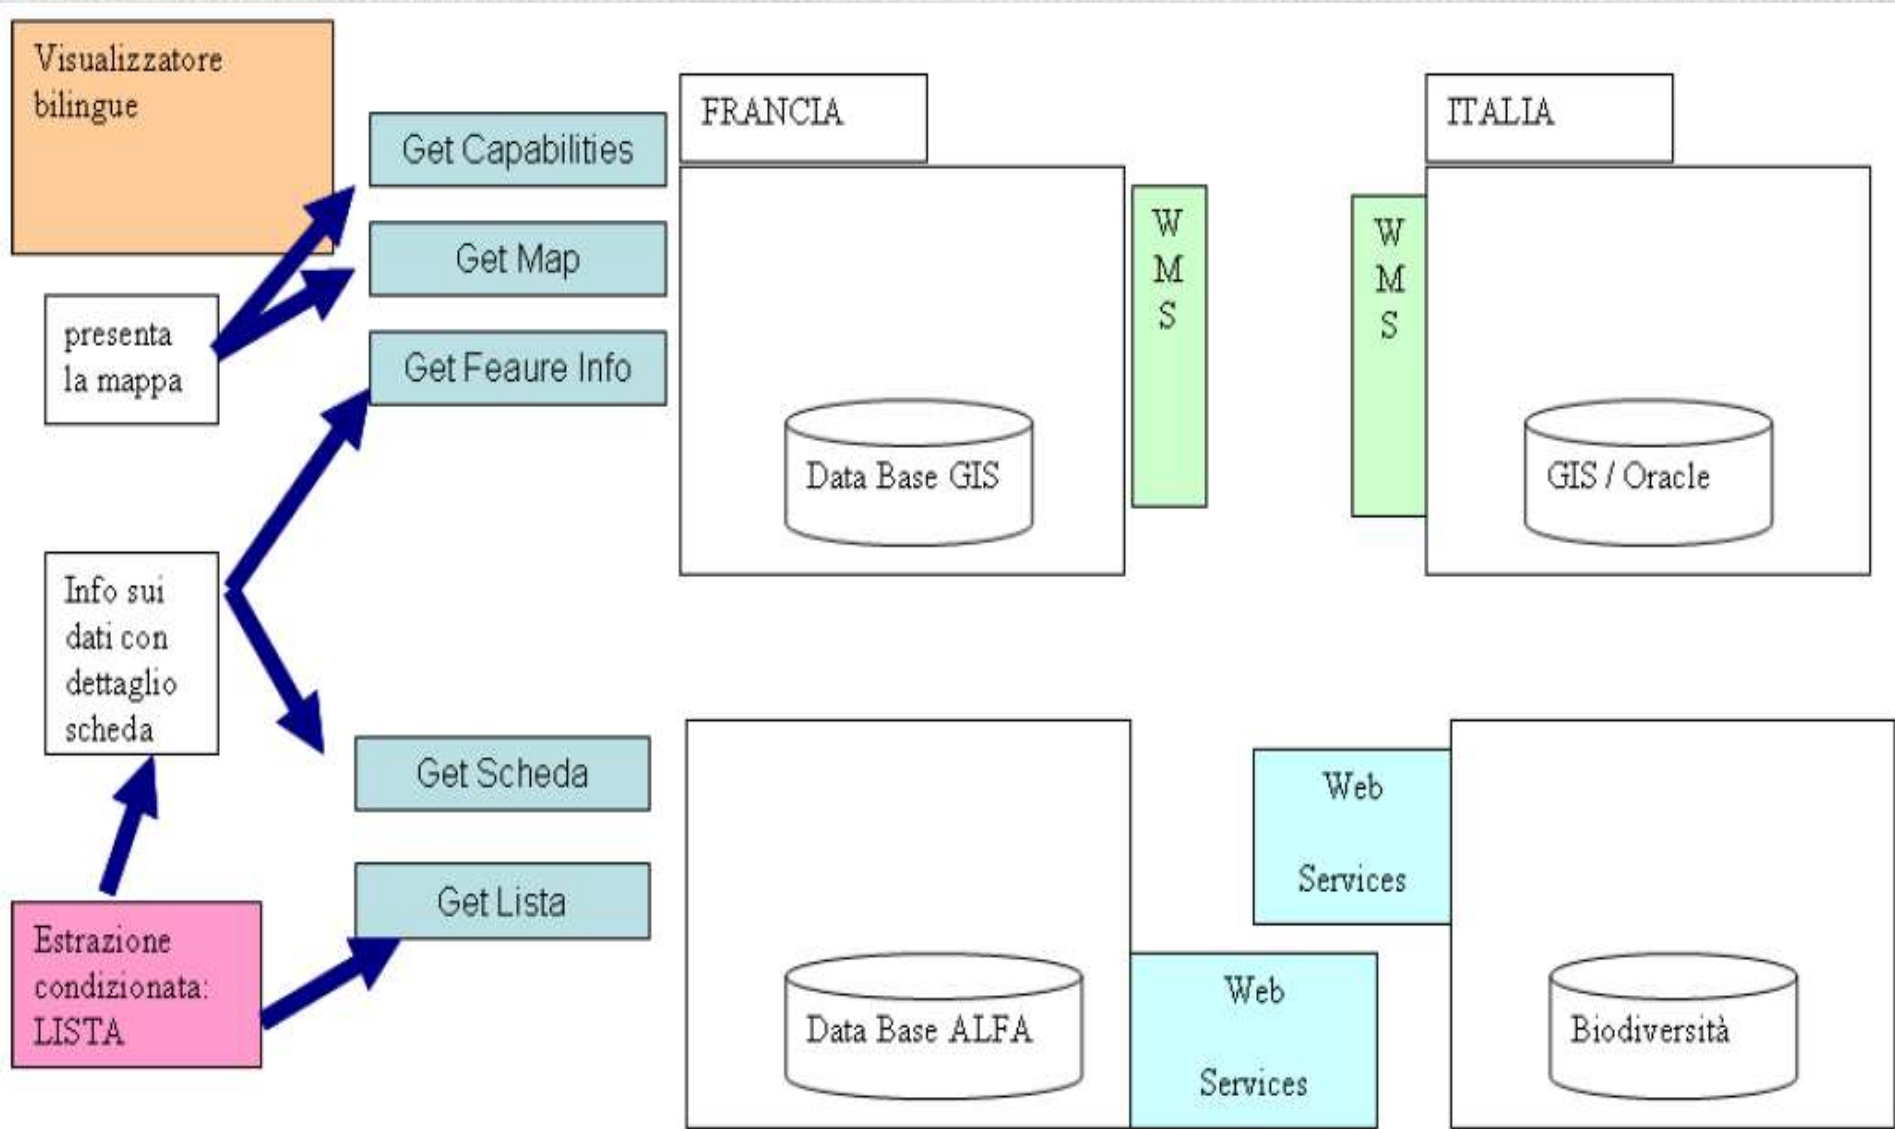 Visualizzatore
bilingue
presenta
la mappa
Info sui
dati con
dettaglio
scheda
Estrazione
condizionata:
LISTA
Get Capabilities
Get Map
Get Feaure Info
Get Scheda
Get Lista
FRANCIA
Data Base GIS
W
M
S
ITALIA
W
M
S
GIS / Oracle
Data Base ALFA
Web
Services
Web
Services
Biodiversità